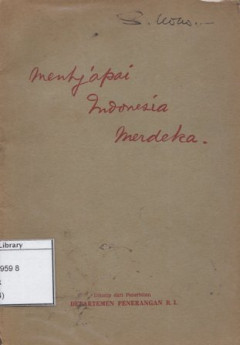 Mentjapai
Indonesia
Merdeka.
Library
959 8
DEPARTEMEN PENERANGAN R.I.